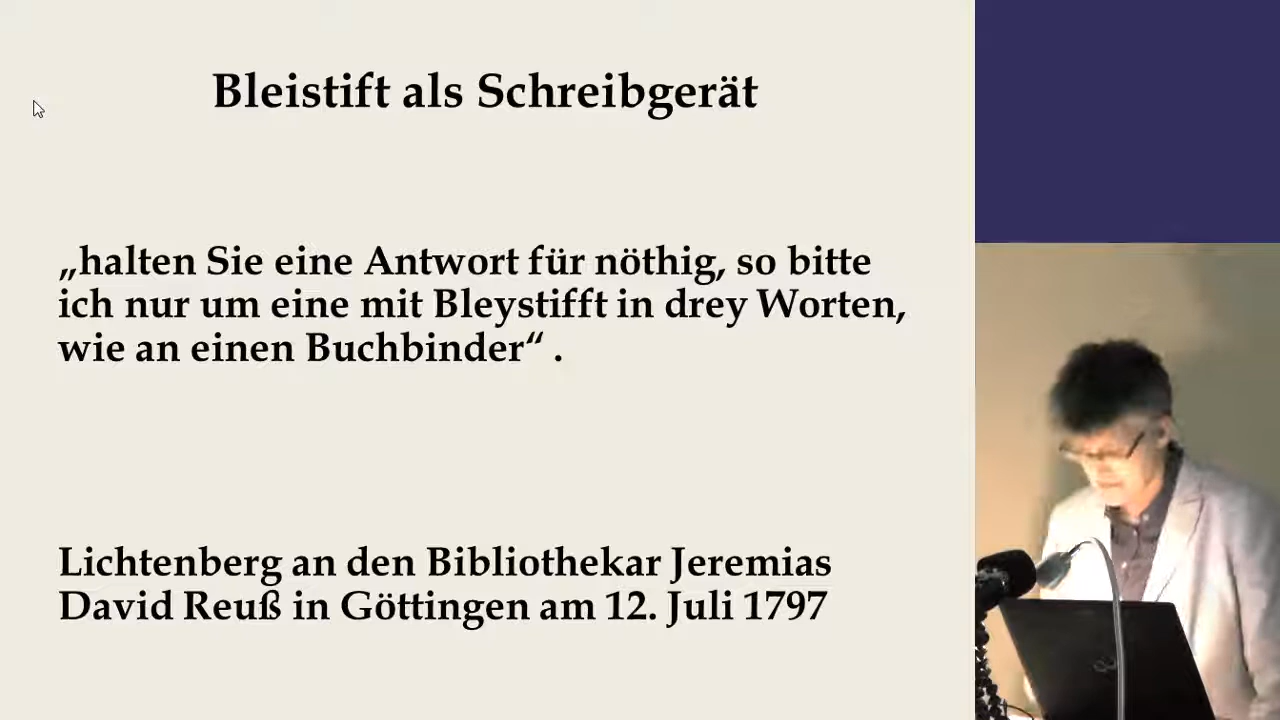 Bleistift als Schreibgerät
„halten Sie eine Antwort für nöthig, so bitte
ich nur um eine mit Bleystifft in drey Worten,
wie an einen Buchbinder“ .
Lichtenberg an den Bibliothekar Jeremias
David Reuß in Göttingen am 12. Juli 1797